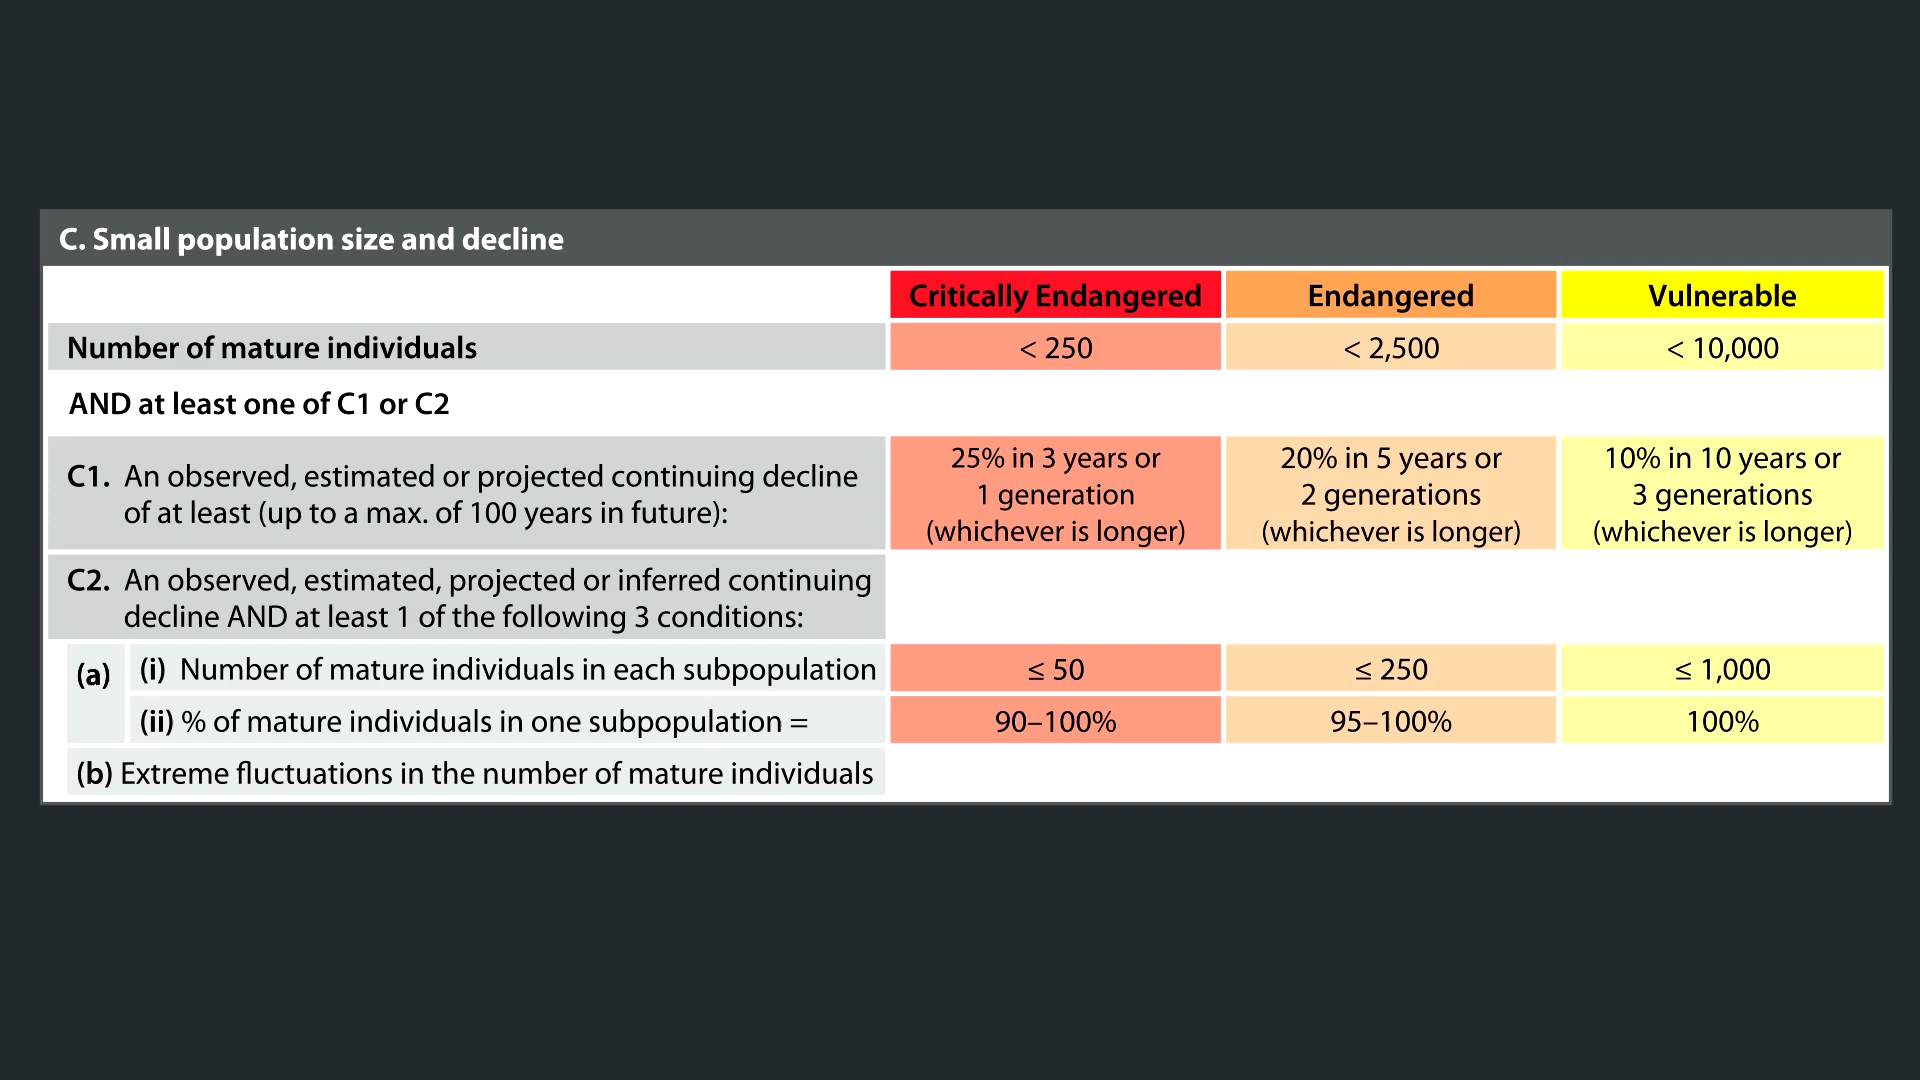 C. Small population size and decline
Critically Endangered Endangered Vulnerable
Number of mature individuals < 250 < 2,500 < 10,000
AND at least one of C1 or C2
C1. An observed, estimated or projected continuing decline
of at least (up to a max. of 100 years in future):
25% in 3 years or
1 generation
(whichever is longer)
20% in 5 years or
2 generations
(whichever is longer)
10% in 10 years or
3 generations
(whichever is longer)
C2. An observed, estimated, projected or inferred continuing
decline AND at least 1 of the following 3 conditions:
(a) (i) Number of mature individuals in each subpopulation ≤ 50 ≤ 250 ≤ 1,000
(ii) % of mature individuals in one subpopulation = 90–100% 95–100% 100%
(b) Extreme fluctuations in the number of mature individuals